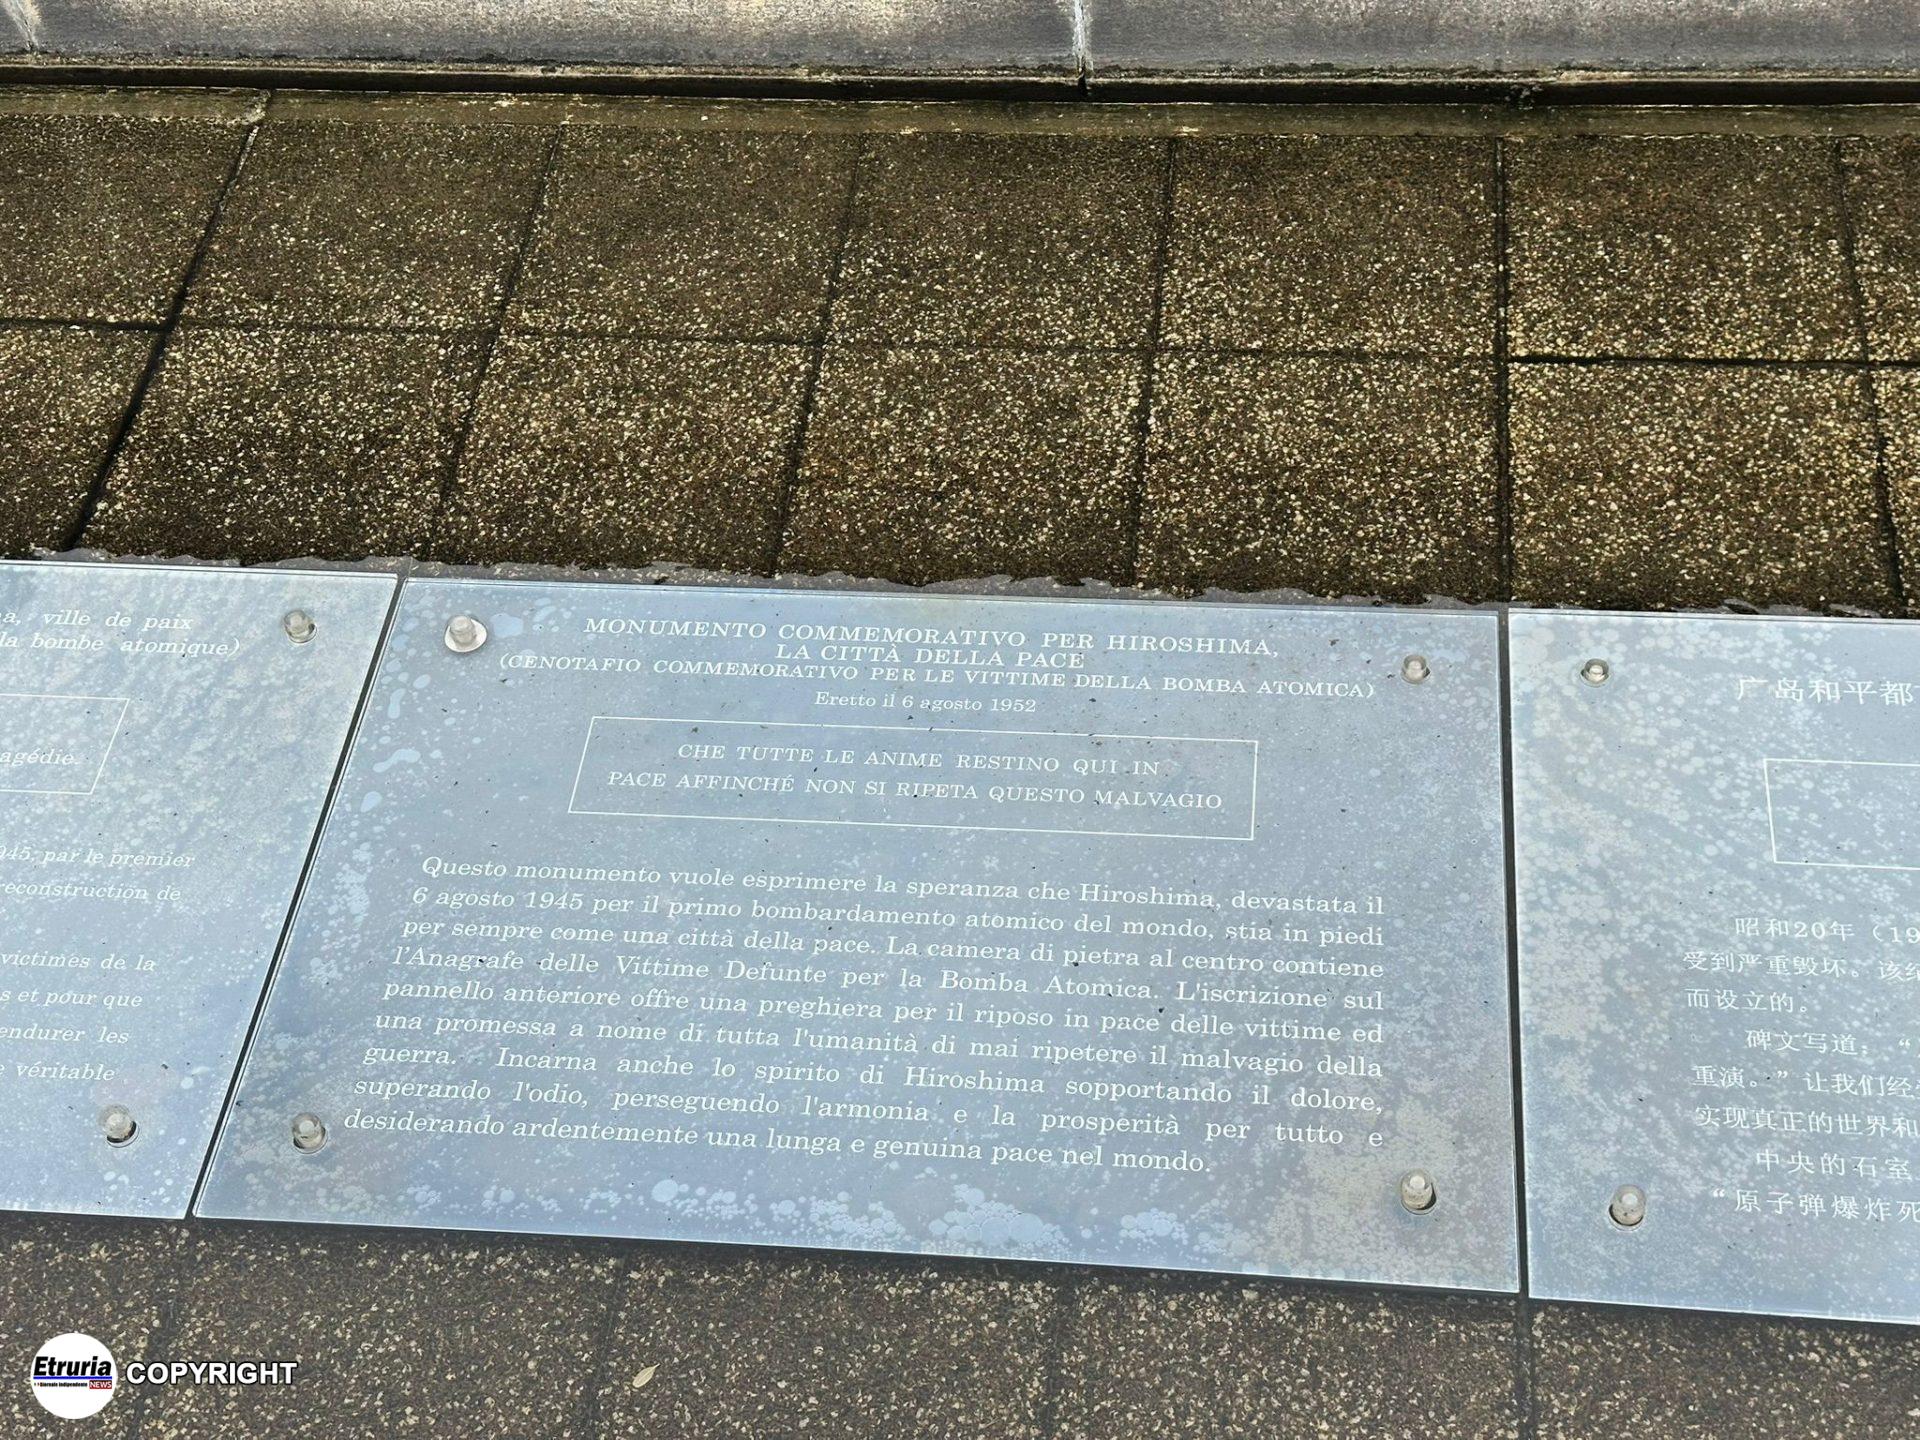 ville de paix
la bombe atomique)
agédie.
945, par le premier
reconstruction de
victimes de la
s et pour que
endurer les
véritable
MONUMENTO COMMEMORATIVO PER HIROSHIMA,
LA CITTÀ DELLA PACE
(CENOTAFIO COMMEMORATIVO PER LE VITTIME DELLA BOMBA ATOMICA)
Eretto il 6 agosto 1952
CHE TUTTE LE ANIME RESTINO QUI IN
PACE AFFINCHÉ NON SI RIPETA QUESTO MALVAGIO
Questo monumento vuole esprimere la speranza che Hiroshima, devastata il
6 agosto 1945 per il primo bombardamento atomico del mondo, stia in piedi
per sempre come una città della pace. La camera di pietra al centro contiene
l'Anagrafe delle Vittime Defunte per la Bomba Atomica. L'iscrizione sul
pannello anteriore offre una preghiera per il riposo in pace delle vittime ed
una promessa a nome di tutta l'umanità di mai ripetere il malvagio della
guerra. Incarna anche lo spirito di Hiroshima sopportando il dolore,
superando l'odio, perseguendo l'armonia e la prosperità per tutto e
desiderando ardentemente una lunga e genuina pace nel mondo.
广岛和平都
昭和20年（19
受到严重毁坏。该纪
而设立的。
碑文写道：“
重演。”让我们经
实现真正的世界和
中央的石室
“原子弹爆炸死
Etruria
Giornale indipendente NEWS
COPYRIGHT